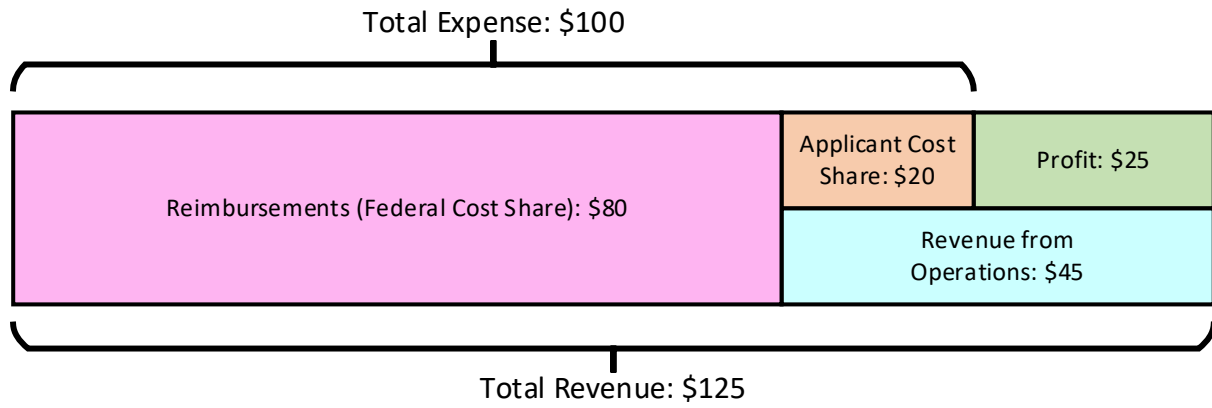 Total Expense: $100
Applicant Cost
Share: $20
Profit: $25
Reimbursements (Federal Cost Share): $80
Revenue from
Operations: $45
Total Revenue: $125